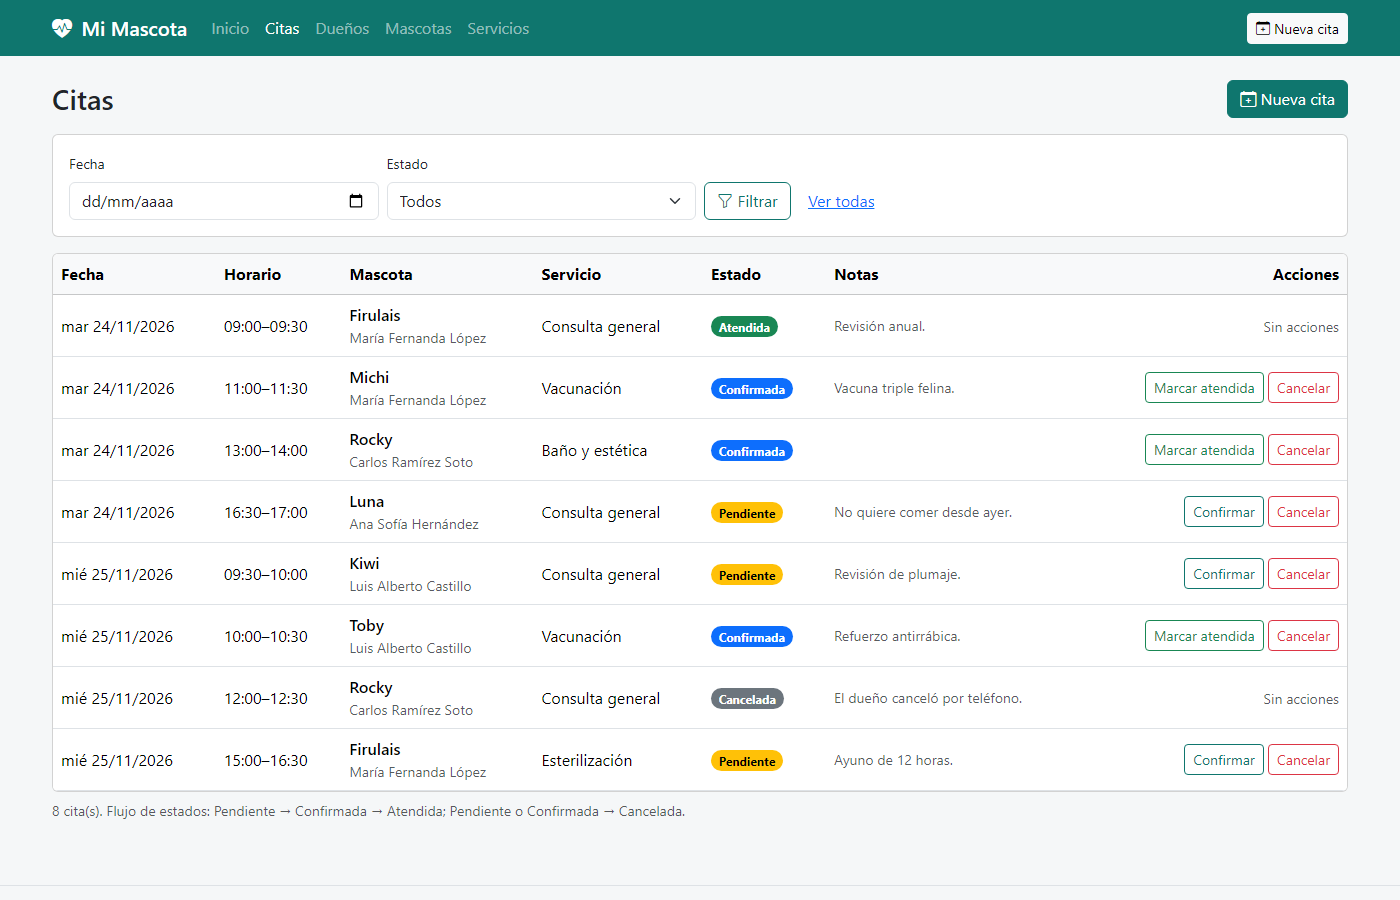 Mi Mascota Inicio Citas Dueños Mascotas Servicios Nueva cita
Citas Nueva cita
Fecha Estado
dd/mm/aaaa Todos Filtrar Ver todas
Fecha Horario Mascota Servicio Estado Notas Acciones
mar 24/11/2026 09:00–09:30 Firulais Consulta general Atendida Revisión anual. Sin acciones
María Fernanda López
mar 24/11/2026 11:00–11:30 Michi Vacunación Confirmada Vacuna triple felina. Marcar atendida Cancelar
María Fernanda López
mar 24/11/2026 13:00–14:00 Rocky Baño y estética Confirmada Marcar atendida Cancelar
Carlos Ramírez Soto
mar 24/11/2026 16:30–17:00 Luna Consulta general Pendiente No quiere comer desde ayer. Confirmar Cancelar
Ana Sofía Hernández
mié 25/11/2026 09:30–10:00 Kiwi Consulta general Pendiente Revisión de plumaje. Confirmar Cancelar
Luis Alberto Castillo
mié 25/11/2026 10:00–10:30 Toby Vacunación Confirmada Refuerzo antirrábica. Marcar atendida Cancelar
Luis Alberto Castillo
mié 25/11/2026 12:00–12:30 Rocky Consulta general Cancelada El dueño canceló por teléfono. Sin acciones
Carlos Ramírez Soto
mié 25/11/2026 15:00–16:30 Firulais Esterilización Pendiente Ayuno de 12 horas. Confirmar Cancelar
María Fernanda López
8 cita(s). Flujo de estados: Pendiente → Confirmada → Atendida; Pendiente o Confirmada → Cancelada.